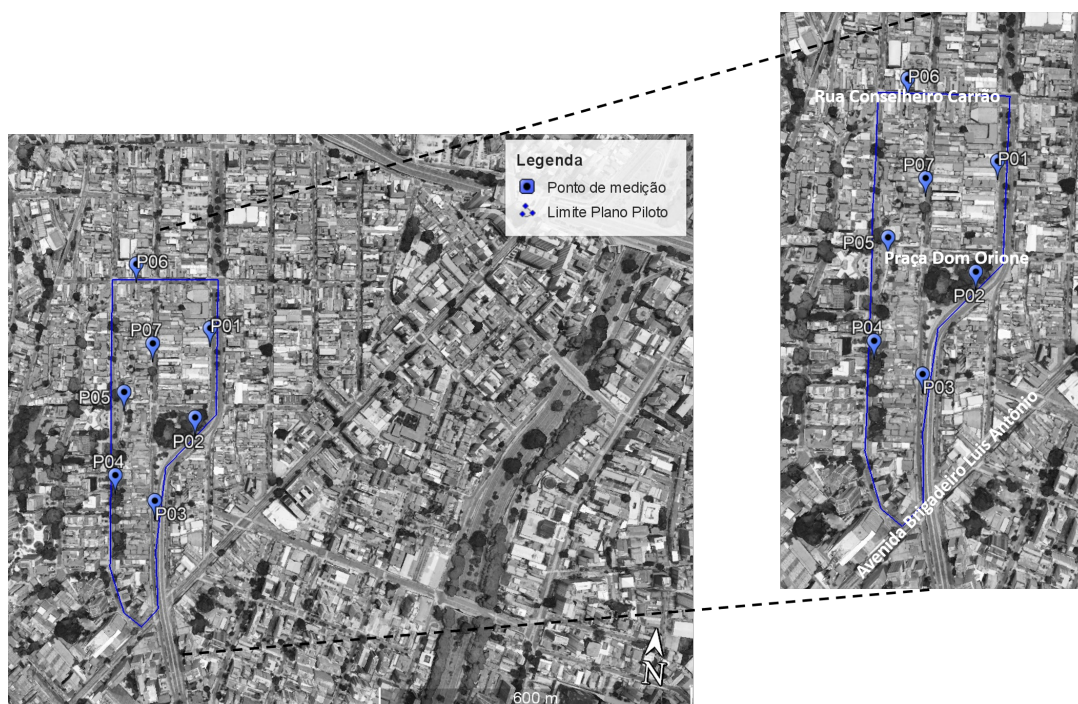 Legenda
Ponto de medição
Limite Plano Piloto
P06
P01
P07
P05
P02
P04
P03
N
600 m
P06
Rua Conselheiro Carrão
P01
P07
P05
Praça Dom Orione
P02
P04
P03
Avenida Brigadeiro Luis Antônio